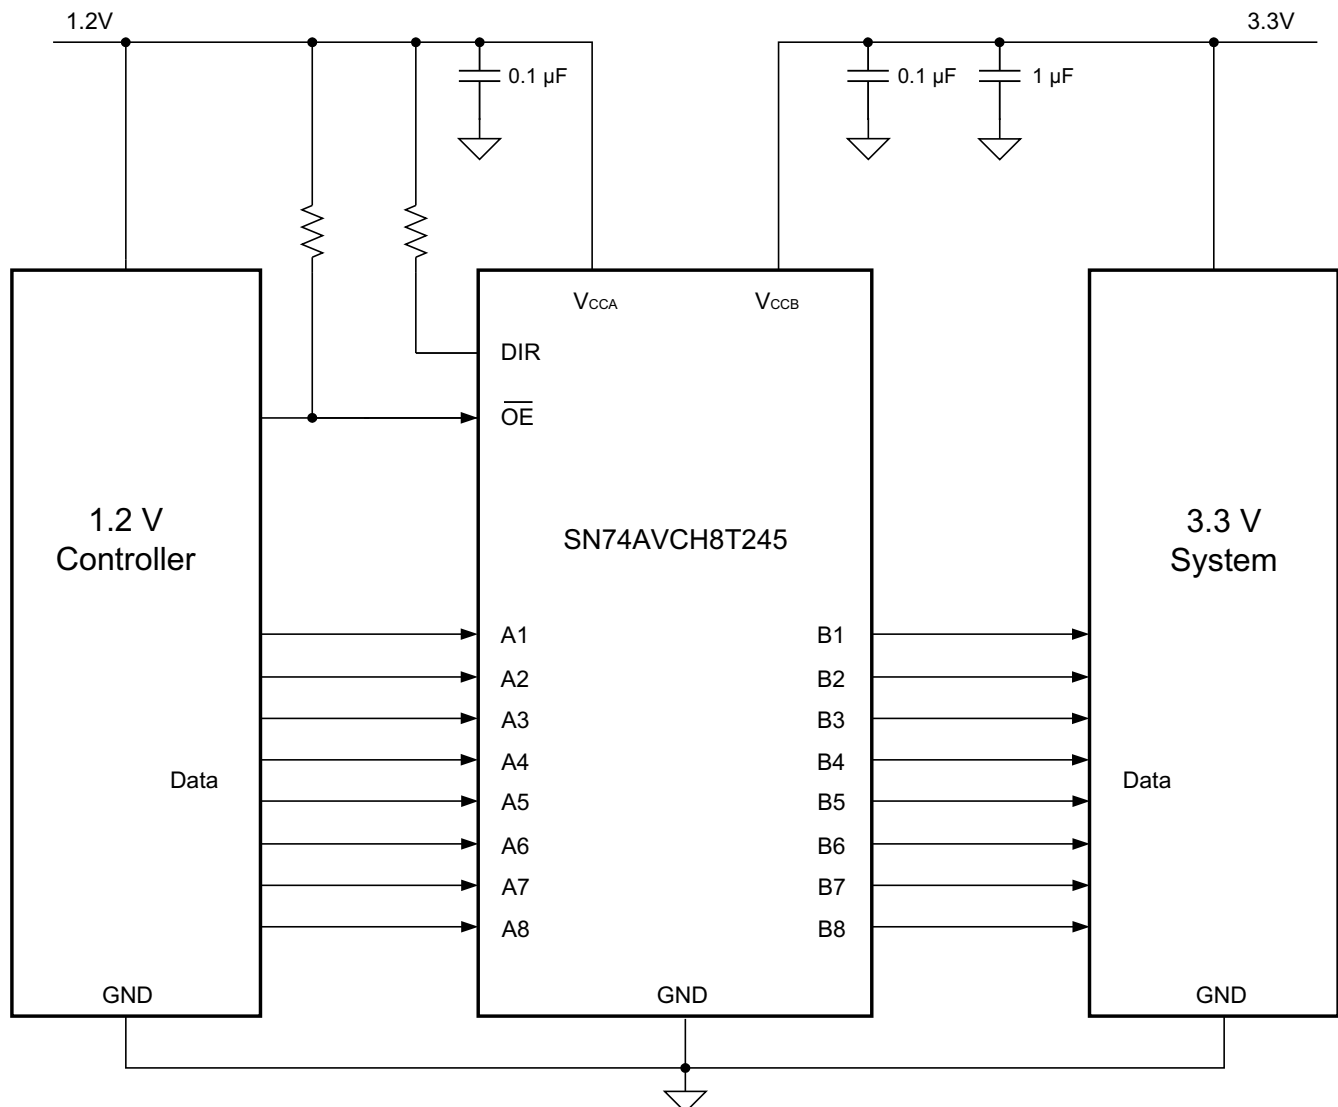 1.2V
3.3V
0.1 µF
0.1 µF
1 µF
VCCA
VCCB
DIR
OE
1.2 V
Controller
SN74AVCH8T245
3.3 V
System
A1
B1
A2
B2
A3
B3
A4
B4
Data
Data
A5
B5
A6
B6
A7
B7
A8
B8
GND
GND
GND